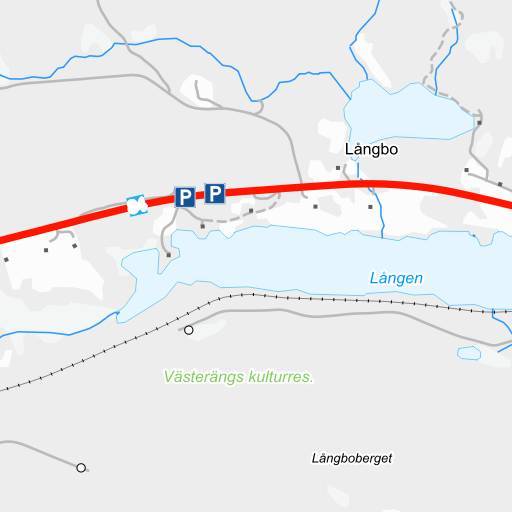 Långbo
P P
Lången
Västerängs kulturres.
Långboberget